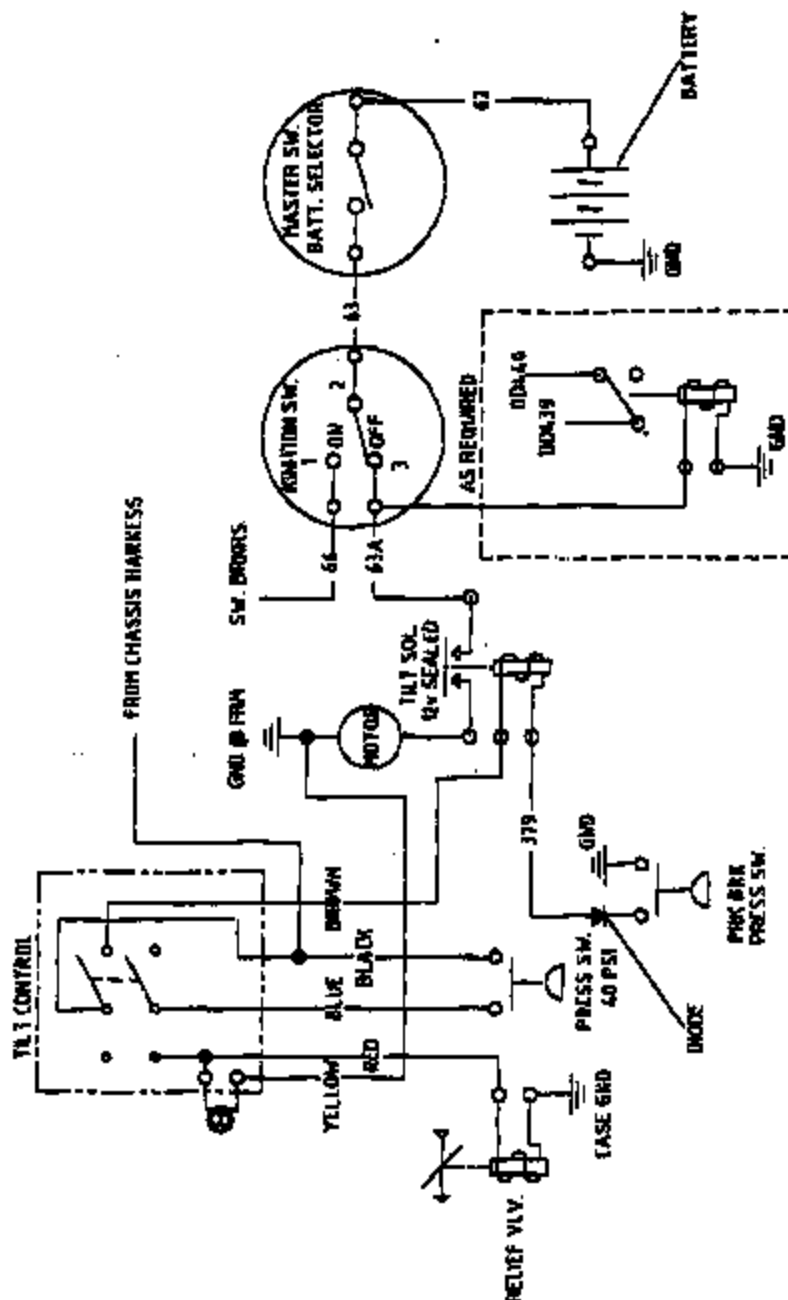 BATTERY
MASTER SW.
BATT. SELECTOR
62
GND
63
IGNITION SW.
1
ON
2
OFF
3
66
63A
AS REQUIRED
DDA46
DDA39
GND
SW. BRKRS.
FROM CHASSIS HARNESS
TILT SOL.
12v SEALED
GND @ FRM
MOTOR
379
GND
PRK BRK
PRESS SW.
DIODE
PRESS SW.
40 PSI
TILT CONTROL
BROWN
BLACK
BLUE
RED
YELLOW
CASE GND
RELIEF VLV.